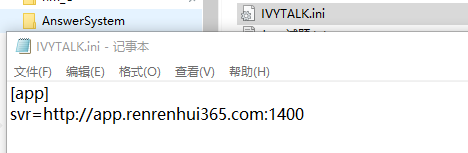 AnswerSystem
IVYTALK.ini
IVYTALK.ini - 记事本
文件(F) 编辑(E) 格式(O) 查看(V) 帮助(H)
[app]
svr=http://app.renrenhui365.com:1400